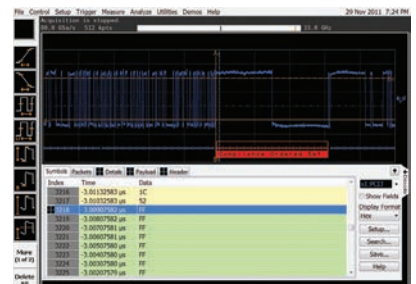 File Control Setup Trigger Measure Analyze Utilities Demos Help
29 Nov 2011 7:24 PM
Acquisition is stopped
Symbols Packets Details Payload Header
Index Time Data
3216 -3.01132583 µs 1C
3217 -3.01032583 µs 52
3218 FF
3219 -3.00807582 µs FF
3220 -3.00707581 µs FF
3221 -3.00607581 µs FF
3222 -3.00507580 µs FF
3223 -3.00407580 µs FF
3224 -3.00307580 µs FF
3225 -3.00207579 µs FF
Show Fields
Display Format
Hex
Setup...
Search...
Save...
Help
More
(1 of 2)
Delete
All